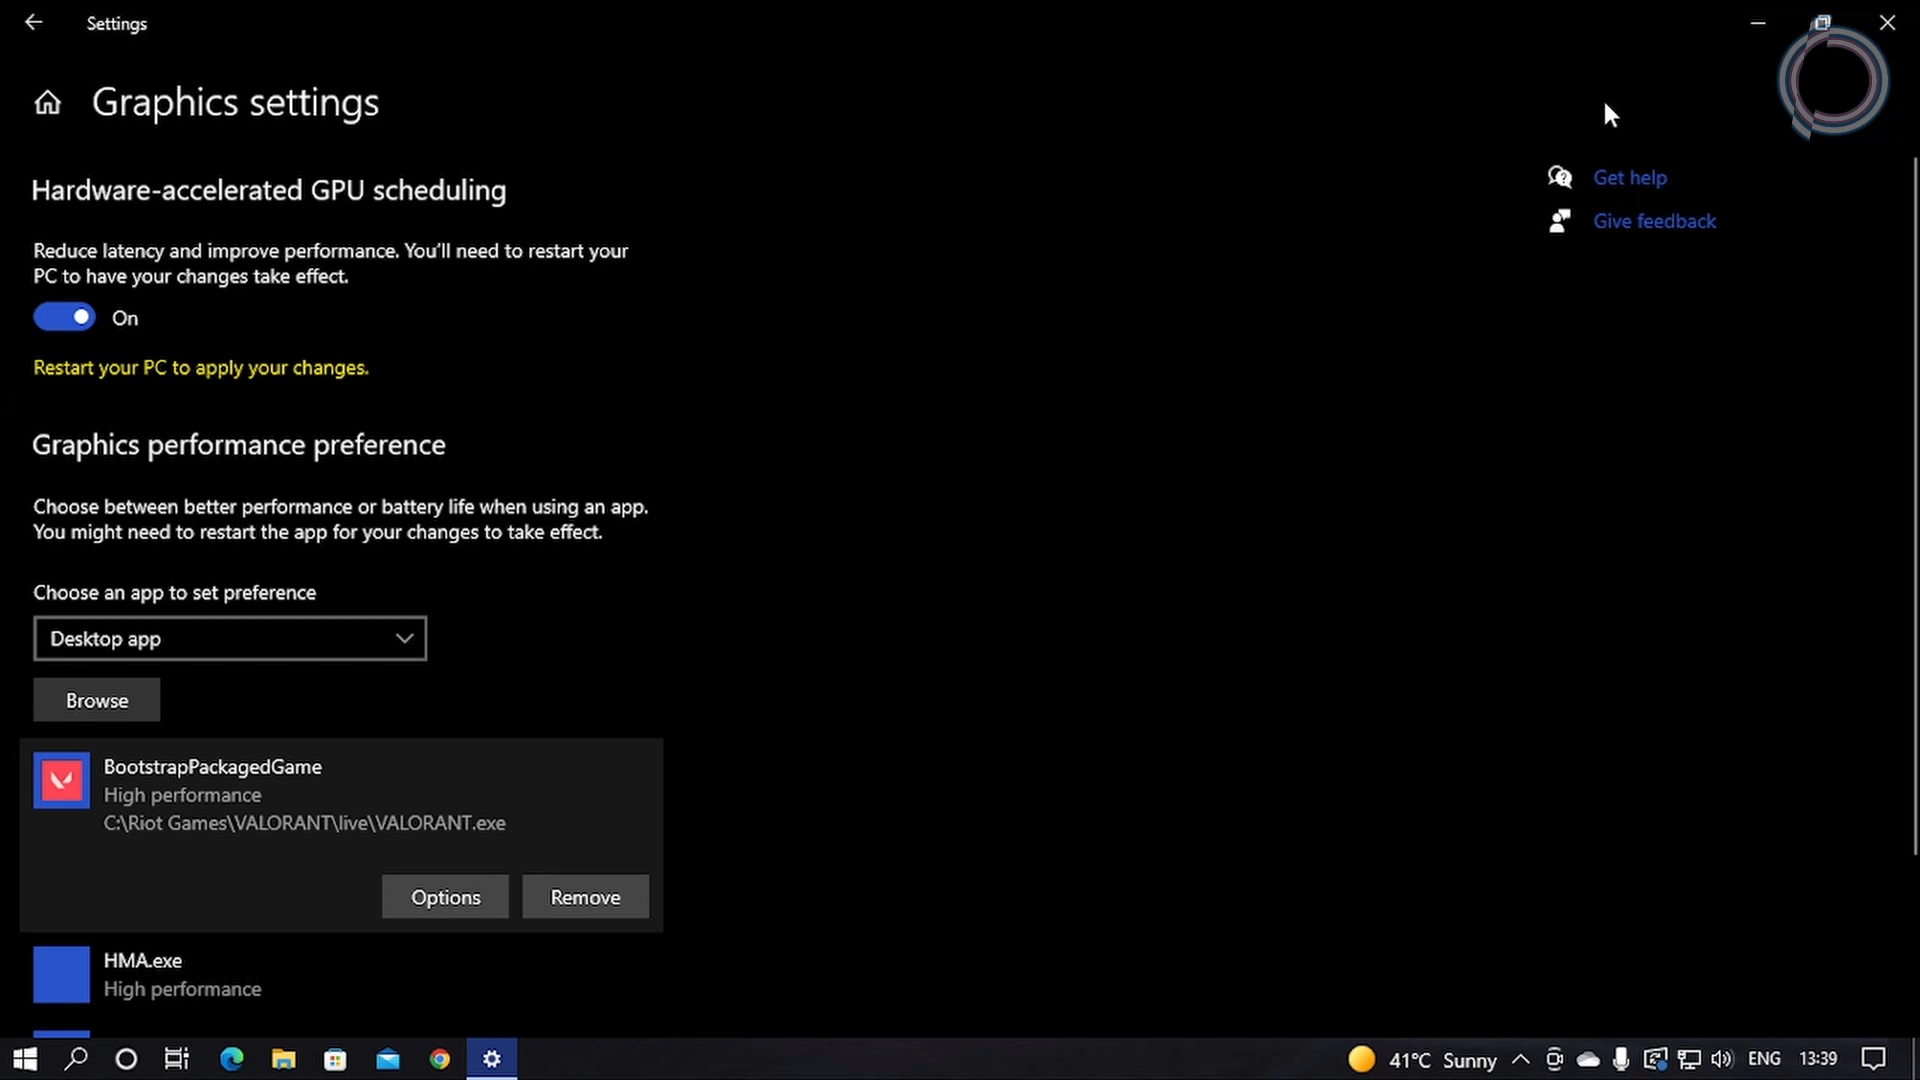 Settings
Graphics settings
Get help
Give feedback
Hardware-accelerated GPU scheduling
Reduce latency and improve performance. You'll need to restart your
PC to have your changes take effect.
On
Restart your PC to apply your changes.
Graphics performance preference
Choose between better performance or battery life when using an app.
You might need to restart the app for your changes to take effect.
Choose an app to set preference
Desktop app
Browse
BootstrapPackagedGame
High performance
C:\Riot Games\VALORANT\live\VALORANT.exe
Options
Remove
HMA.exe
High performance
41°C Sunny
ENG
13:39